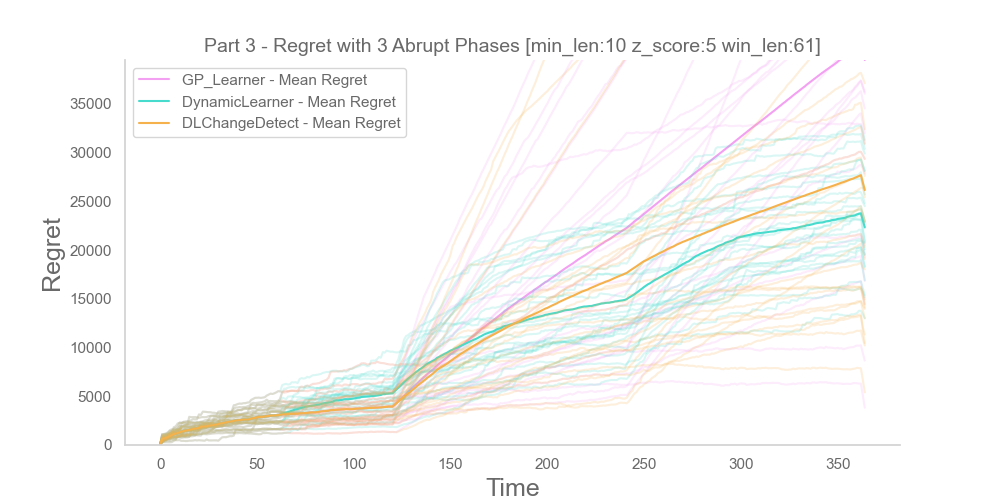 Part 3 - Regret with 3 Abrupt Phases [min_len:10 z_score:5 win_len:61]
GP_Learner - Mean Regret
DynamicLearner - Mean Regret
DLChangeDetect - Mean Regret
35000
30000
25000
20000
15000
10000
5000
0
Regret
0 50 100 150 200 250 300 350
Time